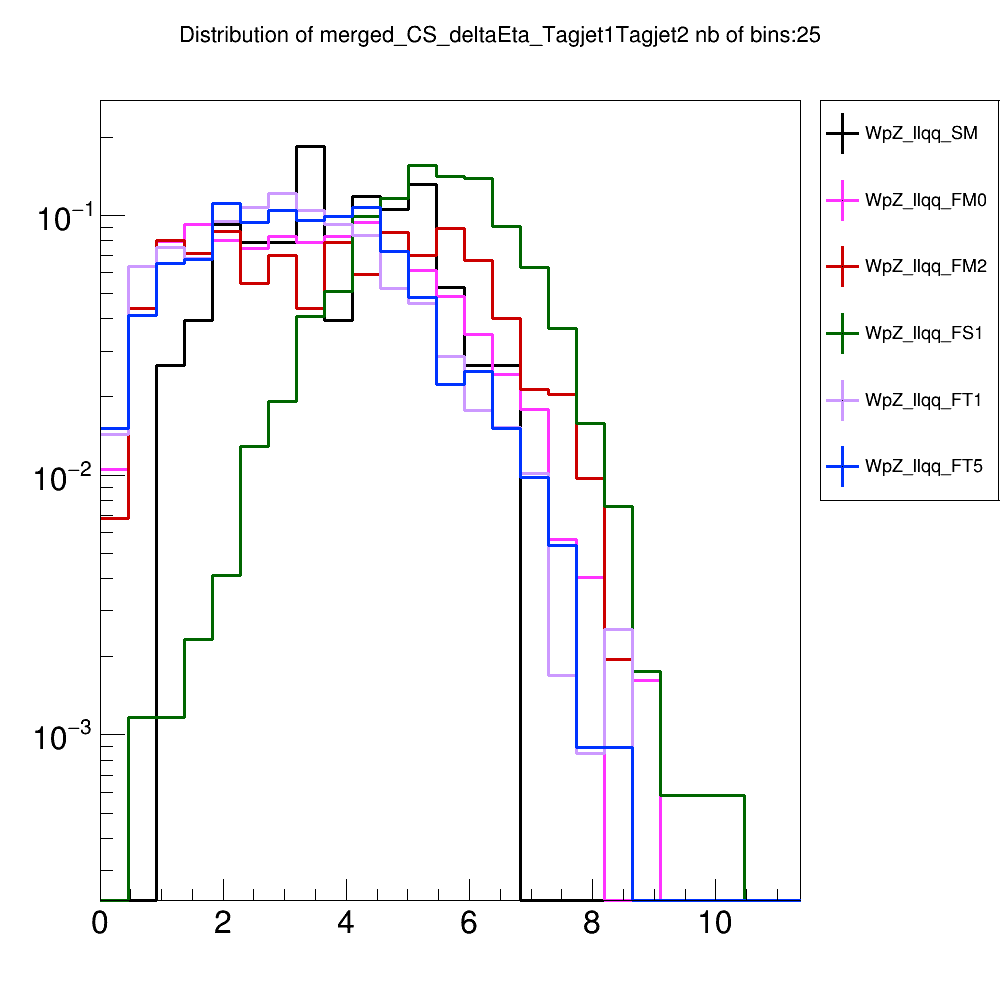 Distribution of merged_CS_deltaEta_Tagjet1Tagjet2 nb of bins:25
WpZ_llqq_SM
WpZ_llqq_FM0
WpZ_llqq_FM2
WpZ_llqq_FS1
WpZ_llqq_FT1
WpZ_llqq_FT5
10⁻¹
10⁻²
10⁻³
0 2 4 6 8 10